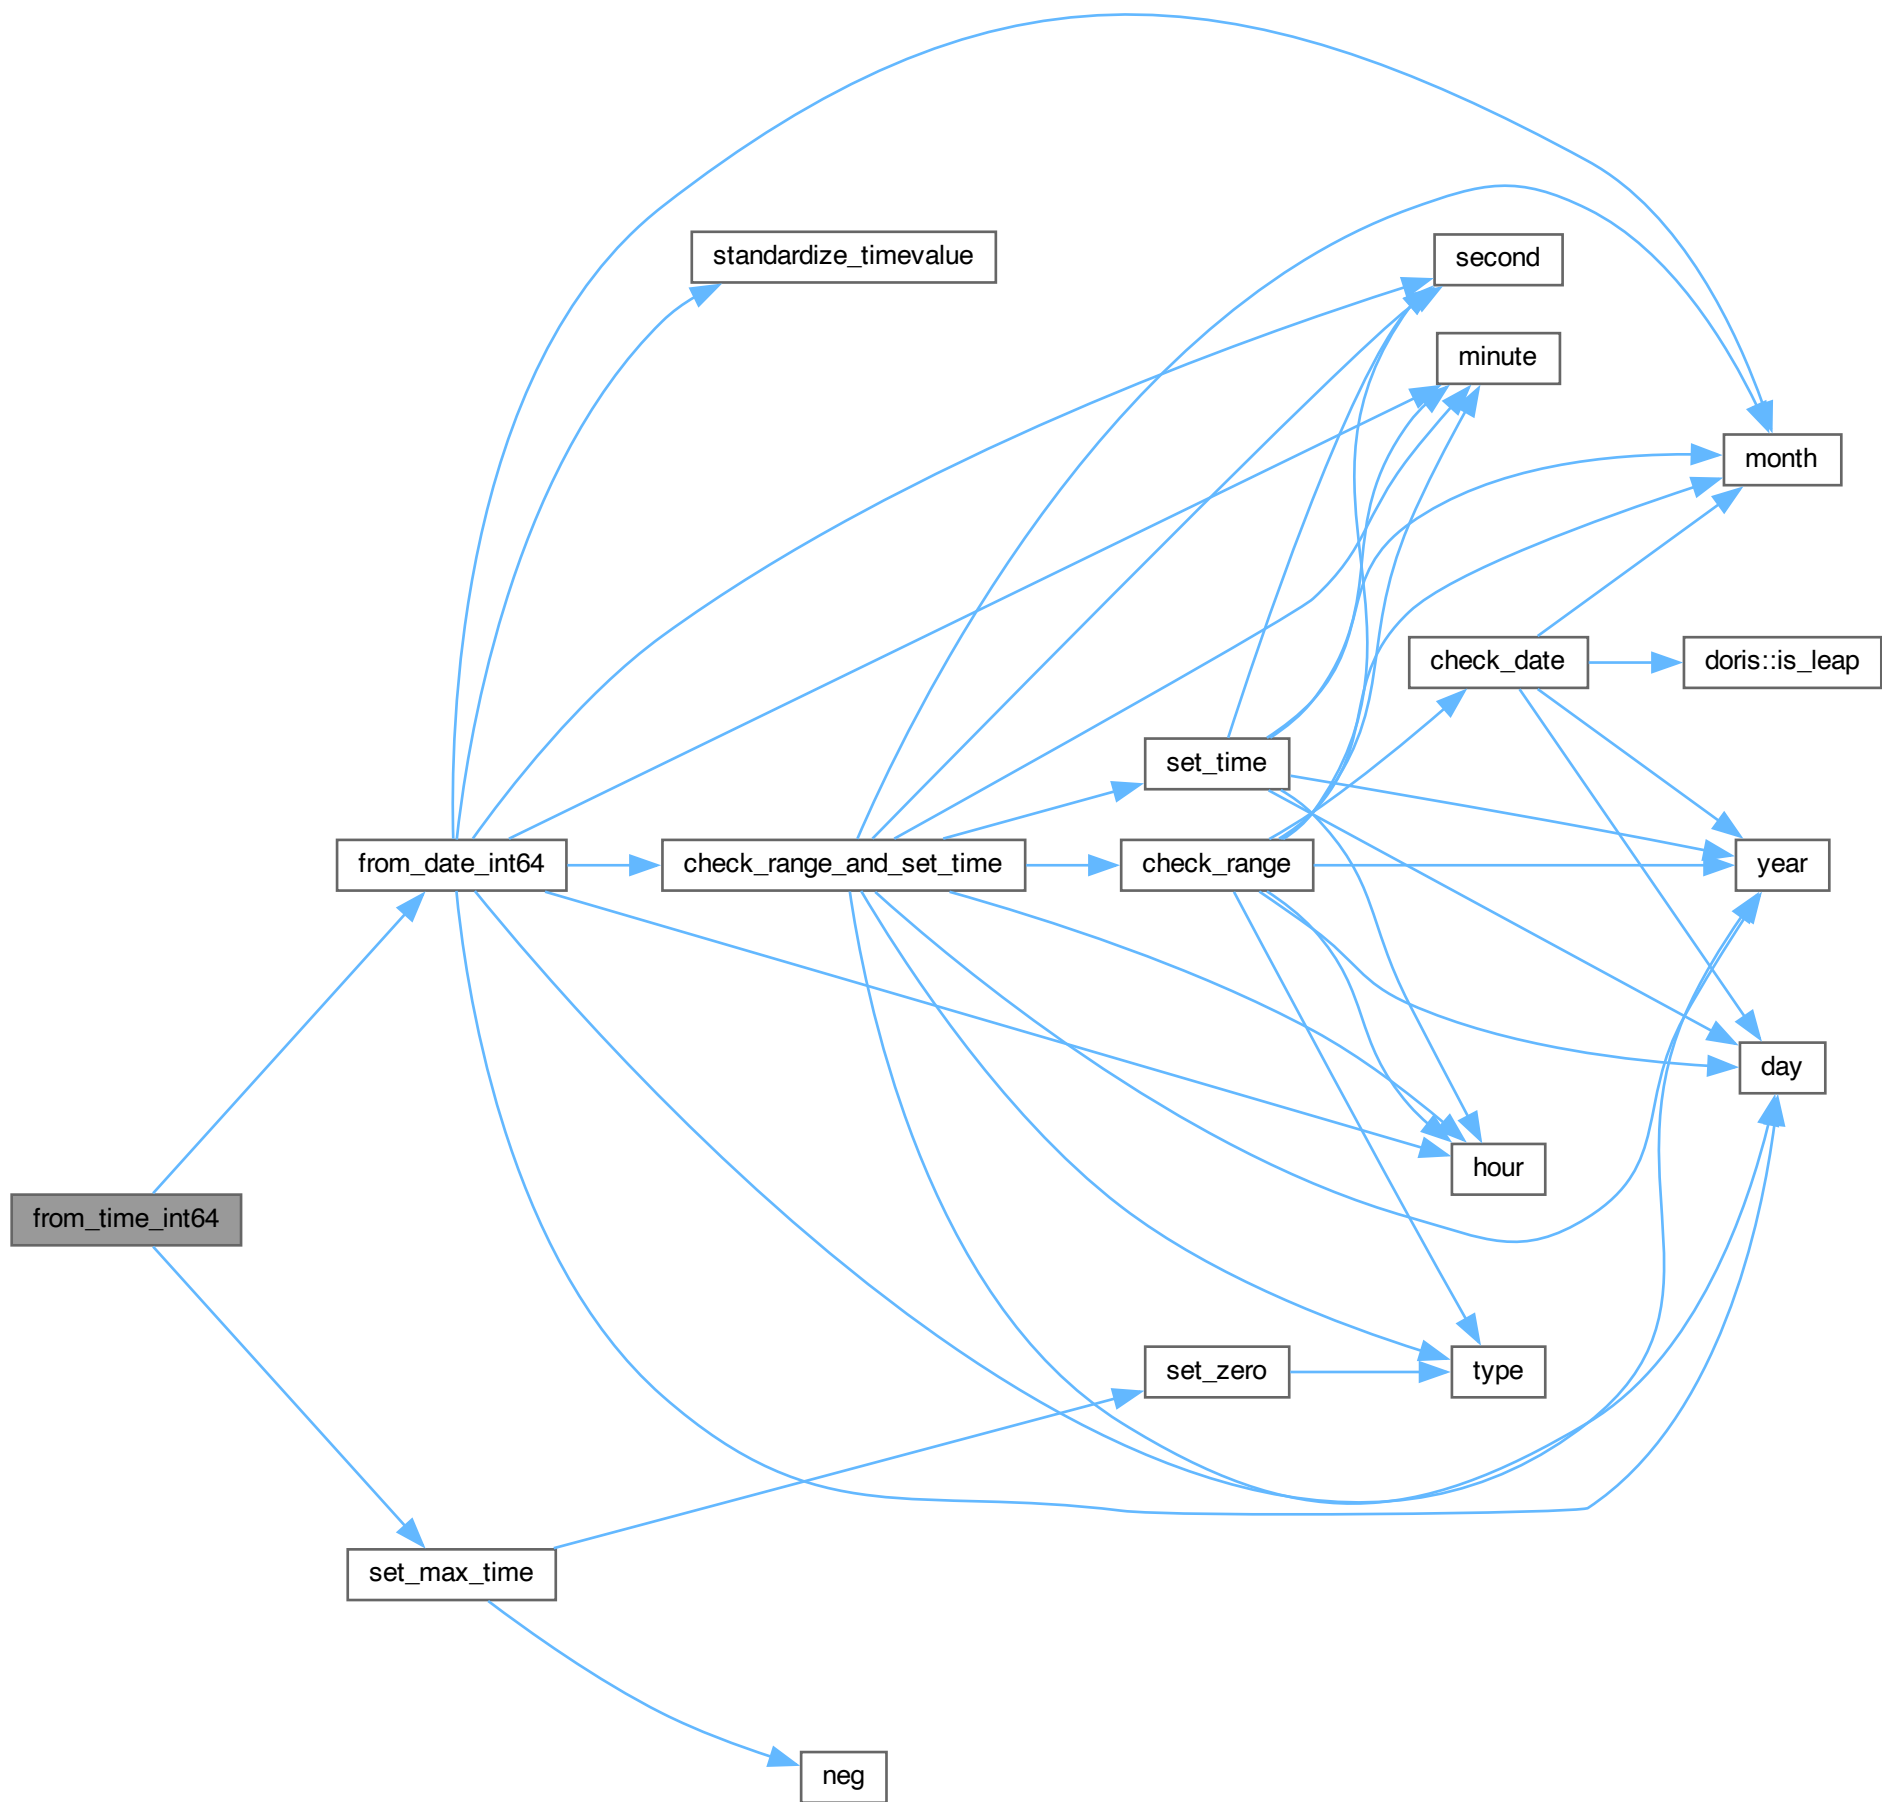 standardize_timevalue
second
minute
month
check_date
doris::is_leap
set_time
from_date_int64
check_range_and_set_time
check_range
year
day
hour
from_time_int64
set_zero
type
set_max_time
neg